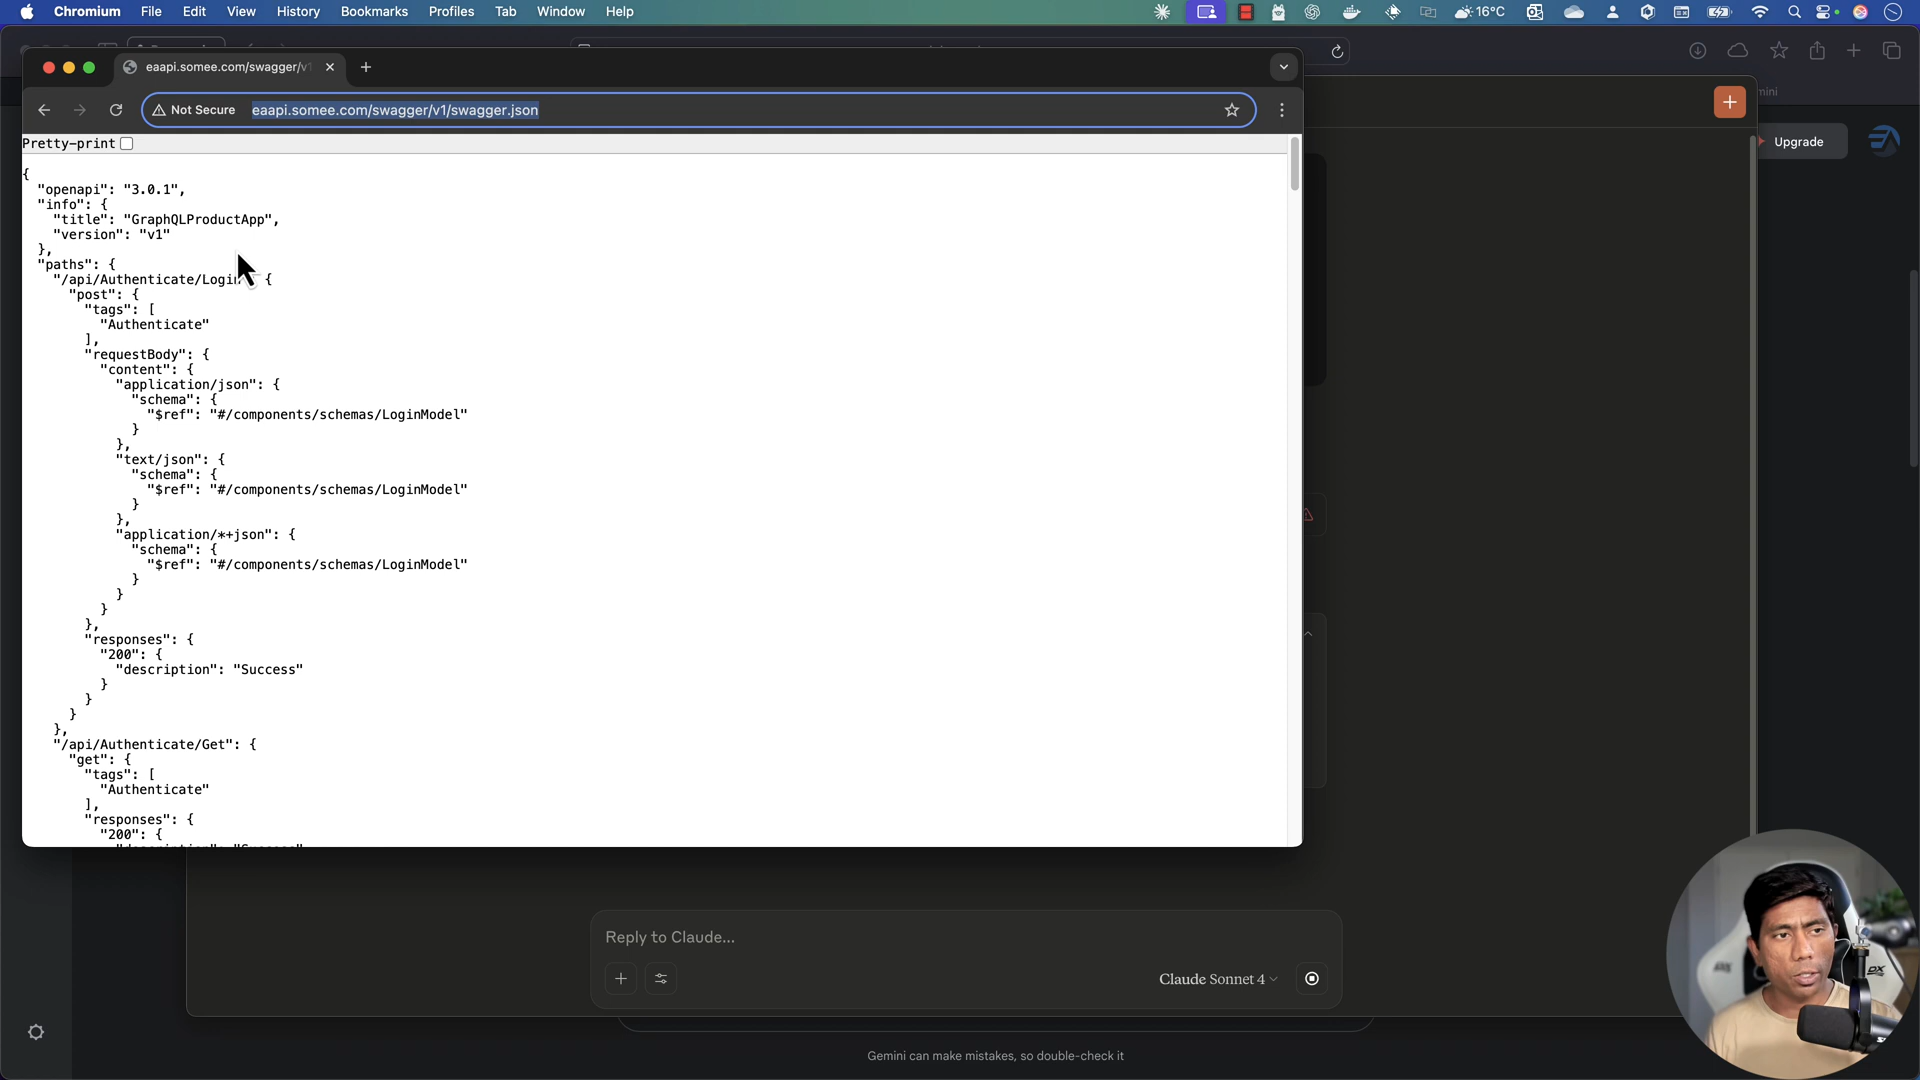 Chromium File Edit View History Bookmarks Profiles Tab Window Help
16°C
eaapi.somee.com/swagger/v1
Not Secure eaapi.somee.com/swagger/v1/swagger.json
Upgrade
Pretty-print
{
"openapi": "3.0.1",
"info": {
"title": "GraphQLProductApp",
"version": "v1"
},
"paths": {
"/api/Authenticate/Login {
"post": {
"tags": [
"Authenticate"
],
"requestBody": {
"content": {
"application/json": {
"schema": {
"$ref": "#/components/schemas/LoginModel"
}
},
"text/json": {
"schema": {
"$ref": "#/components/schemas/LoginModel"
}
},
"application/*+json": {
"schema": {
"$ref": "#/components/schemas/LoginModel"
}
}
}
},
"responses": {
"200": {
"description": "Success"
}
}
}
},
"/api/Authenticate/Get": {
"get": {
"tags": [
"Authenticate"
],
"responses": {
"200": {
Reply to Claude...
Claude Sonnet 4
Gemini can make mistakes, so double-check it